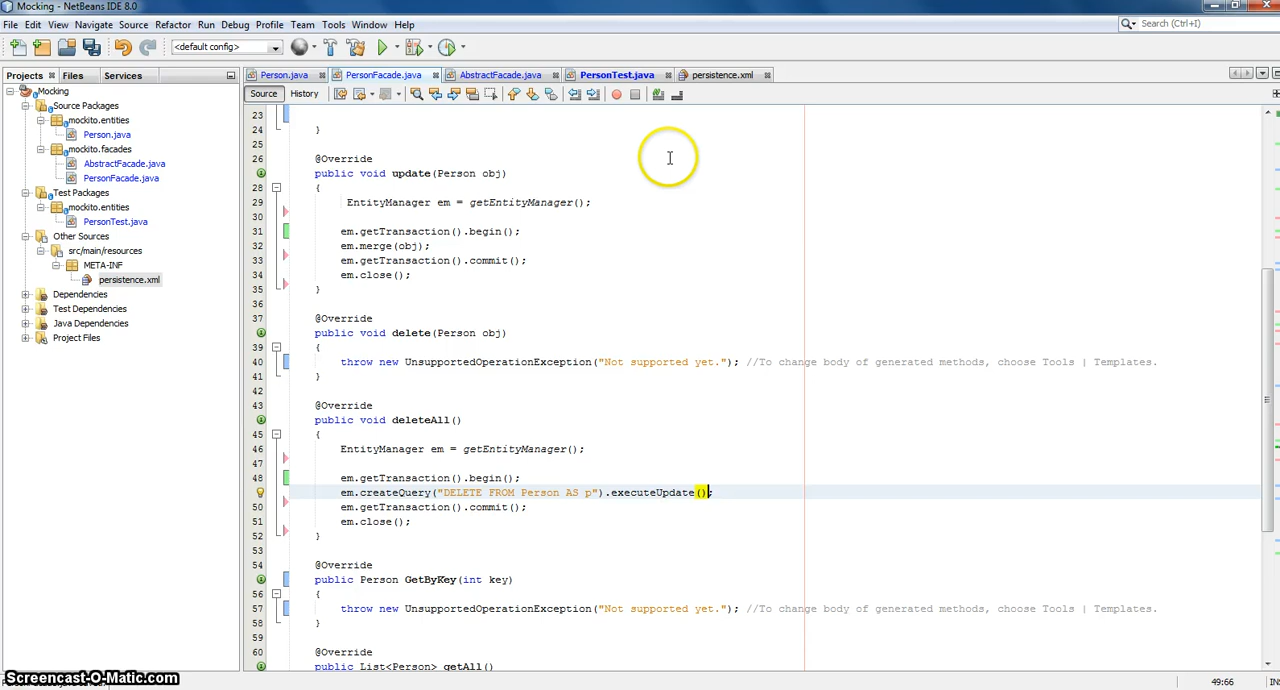 Mocking - NetBeans IDE 8.0
File Edit View Navigate Source Refactor Run Debug Profile Team Tools Window Help
Search (Ctrl+I)
<default config>
Projects Files Services
Person.java PersonFacade.java AbstractFacade.java PersonTest.java persistence.xml
Source History
Mocking
Source Packages
mockito.entities
Person.java
mockito.facades
AbstractFacade.java
PersonFacade.java
Test Packages
mockito.entities
PersonTest.java
Other Sources
src/main/resources
META-INF
persistence.xml
Dependencies
Test Dependencies
Java Dependencies
Project Files
23
24 }
25
26 @Override
public void update(Person obj)
28 {
29 EntityManager em = getEntityManager();
30
31 em.getTransaction().begin();
32 em.merge(obj);
33 em.getTransaction().commit();
34 em.close();
35 }
36
37 @Override
public void delete(Person obj)
39 {
40 throw new UnsupportedOperationException("Not supported yet."); //To change body of generated methods, choose Tools | Templates.
41 }
42
43 @Override
public void deleteAll()
45 {
46 EntityManager em = getEntityManager();
47
48 em.getTransaction().begin();
em.createQuery("DELETE FROM Person AS p").executeUpdate();
50 em.getTransaction().commit();
51 em.close();
52 }
53
54 @Override
public Person GetByKey(int key)
56 {
57 throw new UnsupportedOperationException("Not supported yet."); //To change body of generated methods, choose Tools | Templates.
58 }
59
60 @Override
public List<Person> getAll()
Screencast-O-Matic.com
49:66 INS